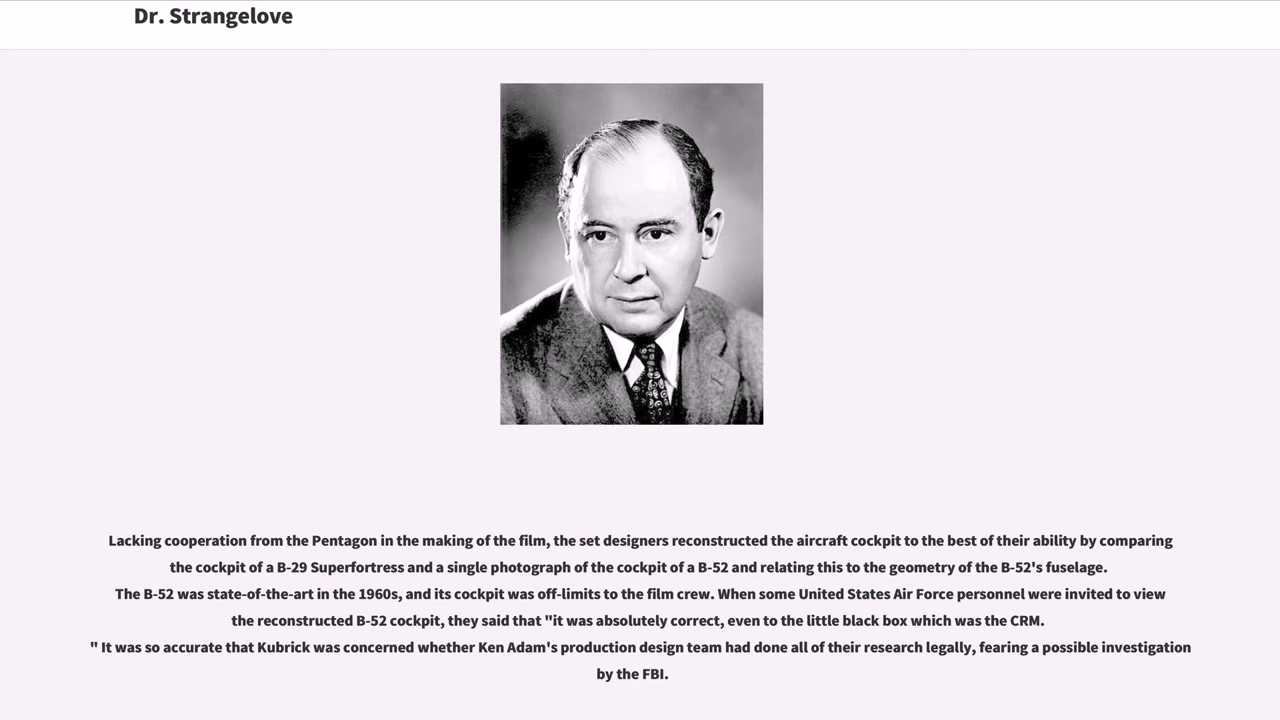 Dr. Strangelove
Lacking cooperation from the Pentagon in the making of the film, the set designers reconstructed the aircraft cockpit to the best of their ability by comparing
the cockpit of a B-29 Superfortress and a single photograph of the cockpit of a B-52 and relating this to the geometry of the B-52's fuselage.
The B-52 was state-of-the-art in the 1960s, and its cockpit was off-limits to the film crew. When some United States Air Force personnel were invited to view
the reconstructed B-52 cockpit, they said that "it was absolutely correct, even to the little black box which was the CRM.
" It was so accurate that Kubrick was concerned whether Ken Adam's production design team had done all of their research legally, fearing a possible investigation
by the FBI.